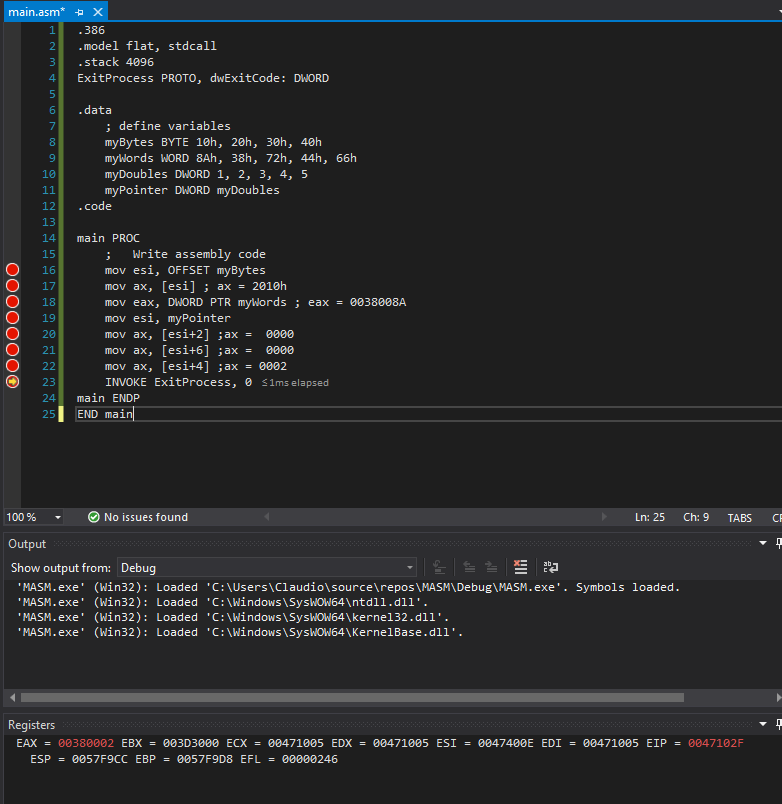 main.asm*
1 .386
2 .model flat, stdcall
3 .stack 4096
4 ExitProcess PROTO, dwExitCode: DWORD
5
6 .data
7 ; define variables
8 myBytes BYTE 10h, 20h, 30h, 40h
9 myWords WORD 8Ah, 38h, 72h, 44h, 66h
10 myDoubles DWORD 1, 2, 3, 4, 5
11 myPointer DWORD myDoubles
12 .code
13
14 main PROC
15 ;   Write assembly code
16 mov esi, OFFSET myBytes
17 mov ax, [esi] ; ax = 2010h
18 mov eax, DWORD PTR myWords ; eax = 0038008A
19 mov esi, myPointer
20 mov ax, [esi+2] ;ax =  0000
21 mov ax, [esi+6] ;ax =  0000
22 mov ax, [esi+4] ;ax = 0002
23 INVOKE ExitProcess, 0 ≤1ms elapsed
24 main ENDP
25 END main
100 % No issues found Ln: 25 Ch: 9 TABS
Output
Show output from: Debug
'MASM.exe' (Win32): Loaded 'C:\Users\Claudio\source\repos\MASM\Debug\MASM.exe'. Symbols loaded.
'MASM.exe' (Win32): Loaded 'C:\Windows\SysWOW64\ntdll.dll'.
'MASM.exe' (Win32): Loaded 'C:\Windows\SysWOW64\kernel32.dll'.
'MASM.exe' (Win32): Loaded 'C:\Windows\SysWOW64\KernelBase.dll'.
Registers
EAX = 00380002 EBX = 003D3000 ECX = 00471005 EDX = 00471005 ESI = 0047400E EDI = 00471005 EIP = 0047102F
ESP = 0057F9CC EBP = 0057F9D8 EFL = 00000246